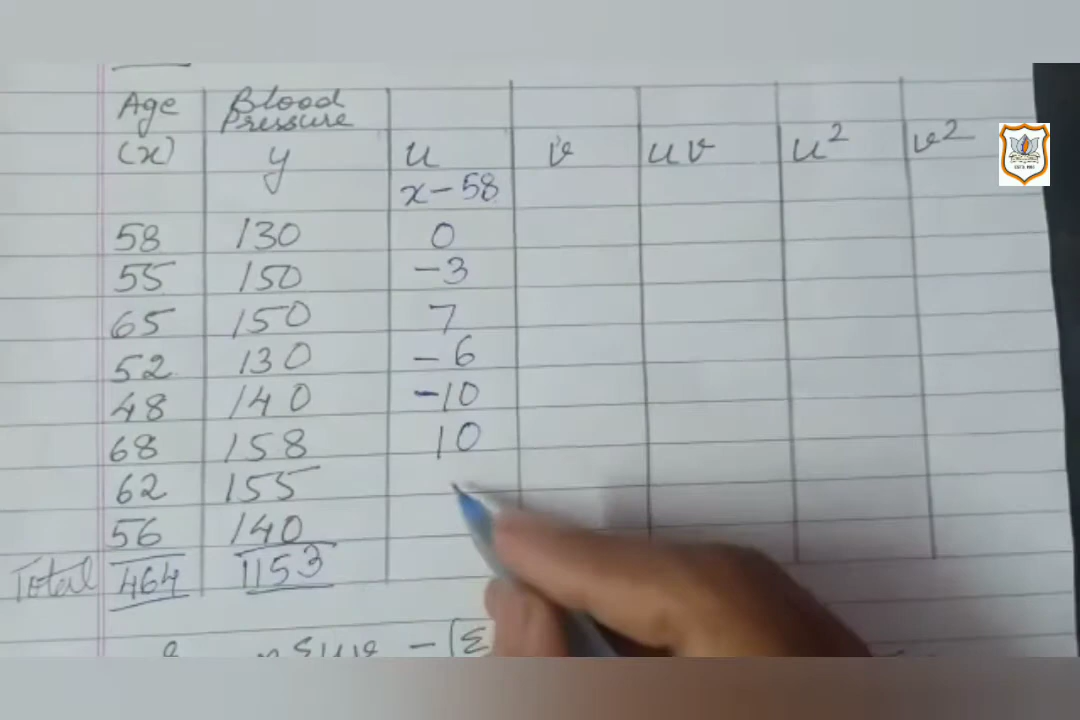 Age Blood Pressure
(x) y u v uv u² v²
x - 58
58 130 0
55 150 -3
65 150 7
52 130 -6
48 140 -10
68 158 10
62 155
56 140
Total 464 1153